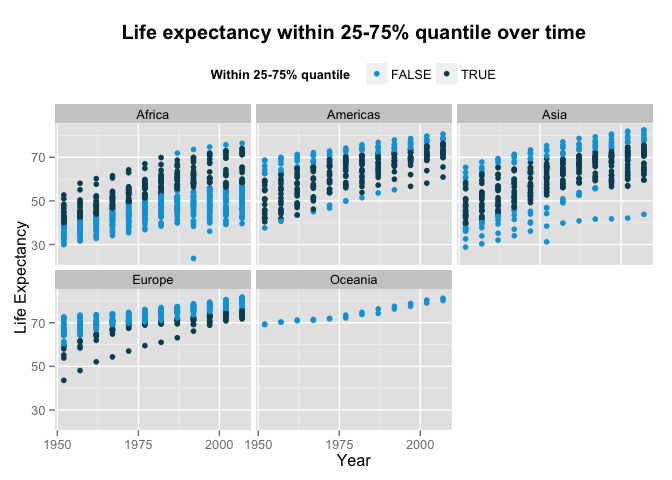 Life expectancy within 25-75% quantile over time
Within 25-75% quantile FALSE TRUE
Africa Americas Asia
70
50
30
Europe Oceania
70
50
30
Life Expectancy
1950 1975 2000 1950 1975 2000
Year